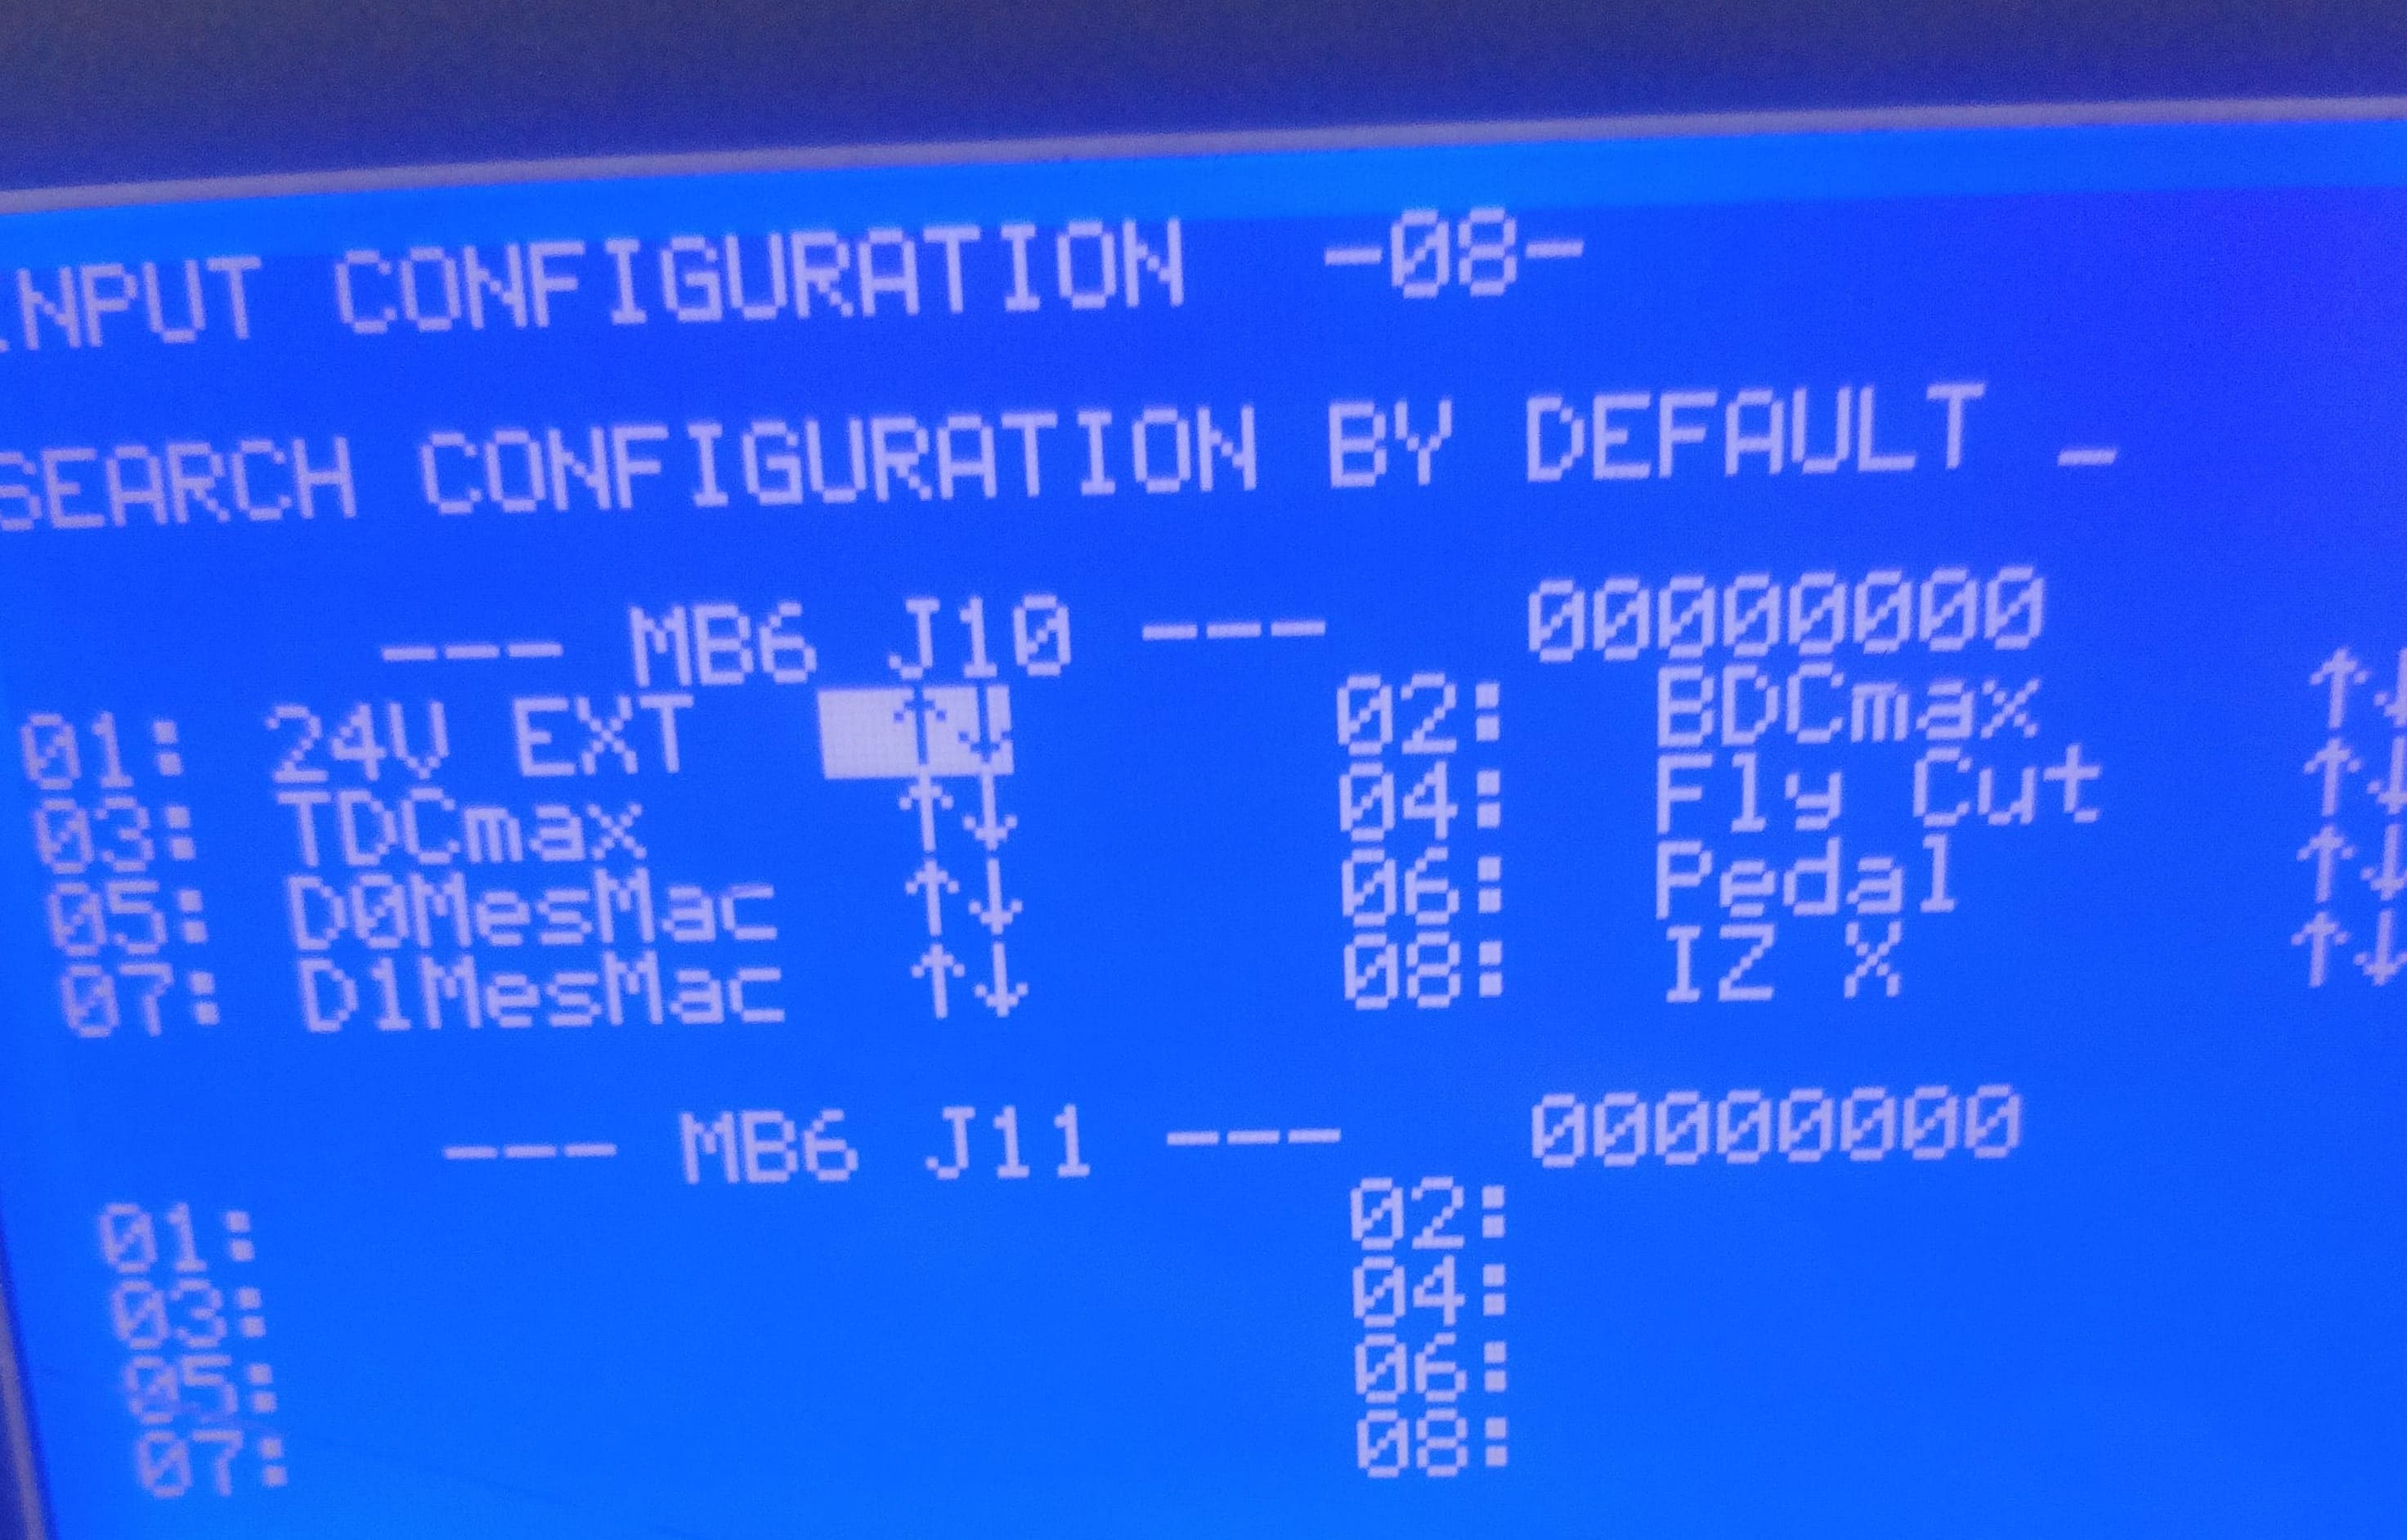 INPUT CONFIGURATION -08-
SEARCH CONFIGURATION BY DEFAULT _
--- MB6 J10 --- 00000000
01: 24V EXT ↑↓ 02: BDCmax ↑↓
03: TDCmax ↑↓ 04: Fly Cut ↑↓
05: D0MesMac ↑↓ 06: Pedal ↑↓
07: D1MesMac ↑↓ 08: IZ X ↑↓
--- MB6 J11 --- 00000000
01: 02:
03: 04:
05: 06:
07: 08: